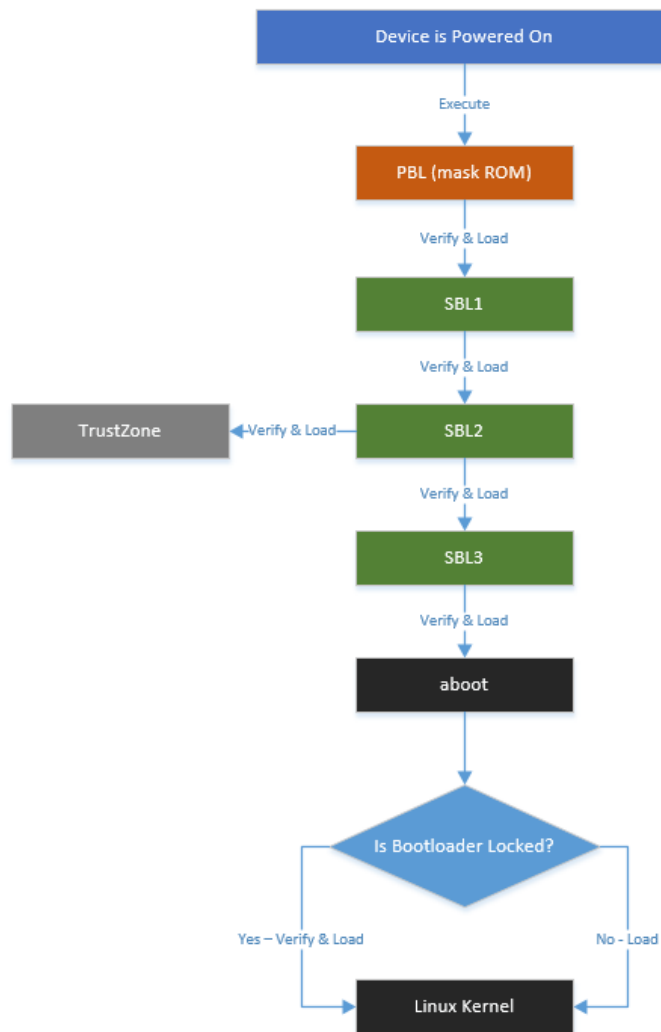 Device is Powered On
Execute
PBL (mask ROM)
Verify & Load
SBL1
Verify & Load
TrustZone
Verify & Load
SBL2
Verify & Load
SBL3
Verify & Load
aboot
Is Bootloader Locked?
Yes – Verify & Load
No - Load
Linux Kernel